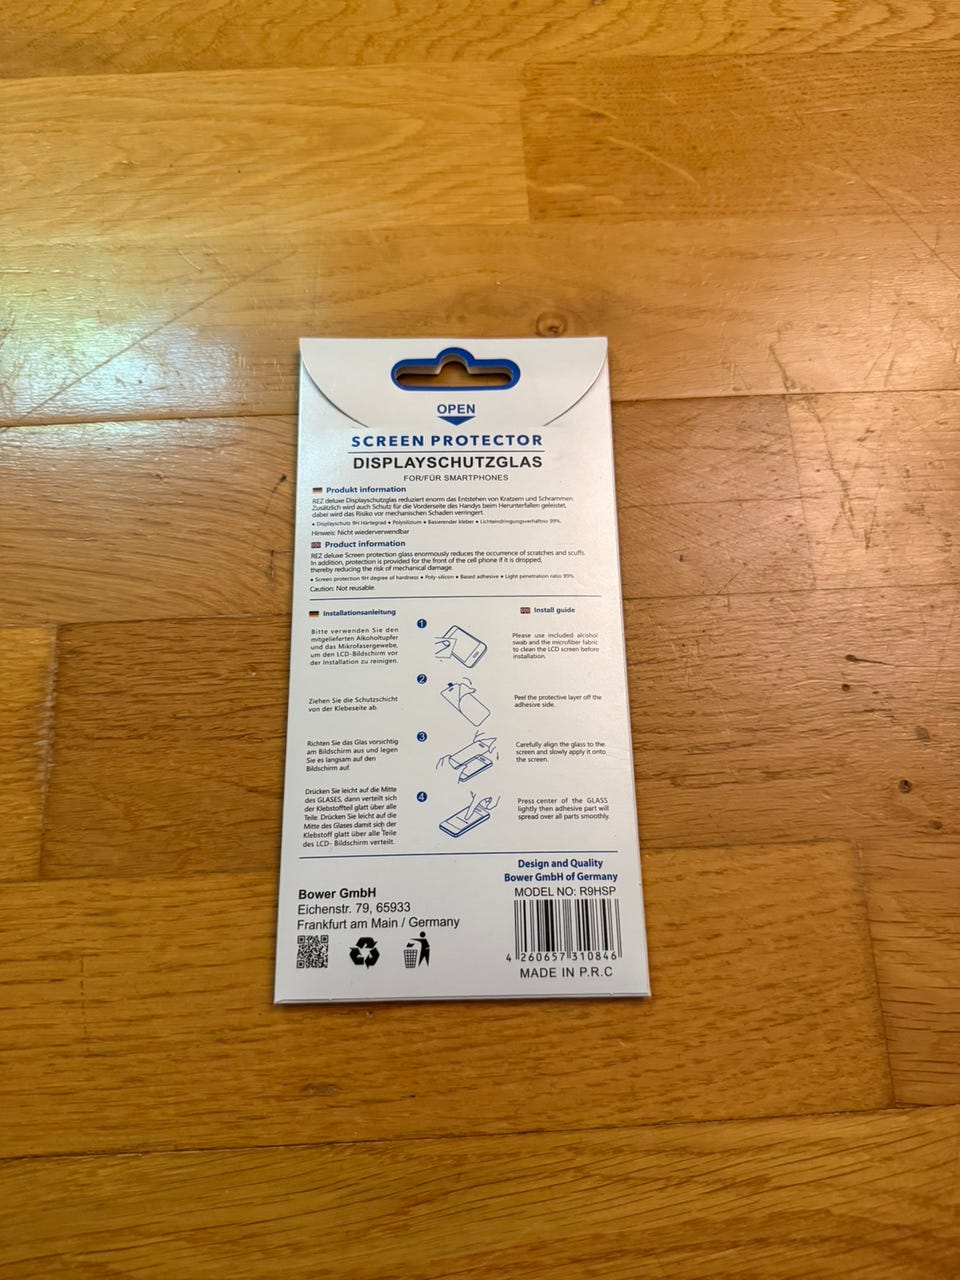 OPEN
SCREEN PROTECTOR
DISPLAYSCHUTZGLAS
FOR/FÜR SMARTPHONES
Produkt information
REZ deluxe Displayschutzglas reduziert enorm das Entstehen von Kratzern und Schrammen.
Zusätzlich wird auch Schutz für die Vorderseite des Handys beim Herunterfallen geleistet,
dabei wird das Risiko vor mechanischen Schaden verringert.
• Displayschutz 9H Härtegrad • Polysilizium • Basierender kleber • Lichteindringungsverhältnis 99%.
Hinweis: Nicht wiederverwendbar
Product information
REZ deluxe Screen protection glass enormously reduces the occurrence of scratches and scuffs.
In addition, protection is provided for the front of the cell phone if it is dropped,
thereby reducing the risk of mechanical damage.
• Screen protection 9H degree of hardness • Poly-silicon • Based adhesive • Light penetration ratio 99%.
Caution: Not reusable.
Installationsanleitung
Install guide
1
Bitte verwenden Sie den
mitgelieferten Alkoholtupfer
und das Mikrofasergewebe,
um den LCD-Bildschirm vor
der Installation zu reinigen.
Please use included alcohol
swab and the microfiber fabric
to clean the LCD screen before
installation.
2
Ziehen Sie die Schutzschicht
von der Klebeseite ab.
Peel the protective layer off the
adhesive side.
3
Richten Sie das Glas vorsichtig
am Bildschirm aus und legen
Sie es langsam auf den
Bildschirm auf.
Carefully align the glass to the
screen and slowly apply it onto
the screen.
4
Drücken Sie leicht auf die Mitte
des GLASES, dann verteilt sich
der Klebstoffteil glatt über alle
Teile. Drücken Sie leicht auf die
Mitte des Glases damit sich der
Klebstoff glatt über alle Teile
des LCD- Bildschirm verteilt.
Press center of the GLASS
lightly then adhesive part will
spread over all parts smoothly.
Design and Quality
Bower GmbH of Germany
MODEL NO: R9HSP
4 260657 310846
MADE IN P.R.C
Bower GmbH
Eichenstr. 79, 65933
Frankfurt am Main / Germany